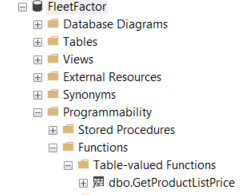 FleetFactor
Database Diagrams
Tables
Views
External Resources
Synonyms
Programmability
Stored Procedures
Functions
Table-valued Functions
dbo.GetProductListPrice